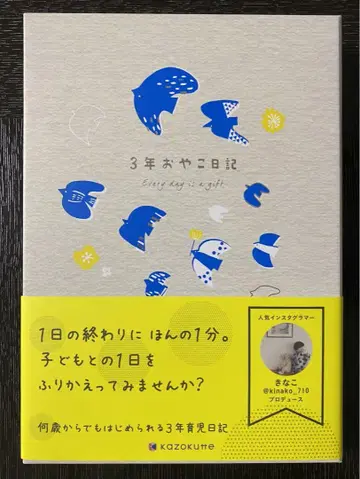 3年おやこ日記
Every day is a gift.
1日の終わりに ほんの1分。
子どもとの1日を
ふりかえってみませんか?
何歳からでもはじめられる3年育児日記
人気インスタグラマー
きなこ
@kinako_710
プロデュース
kazokutte